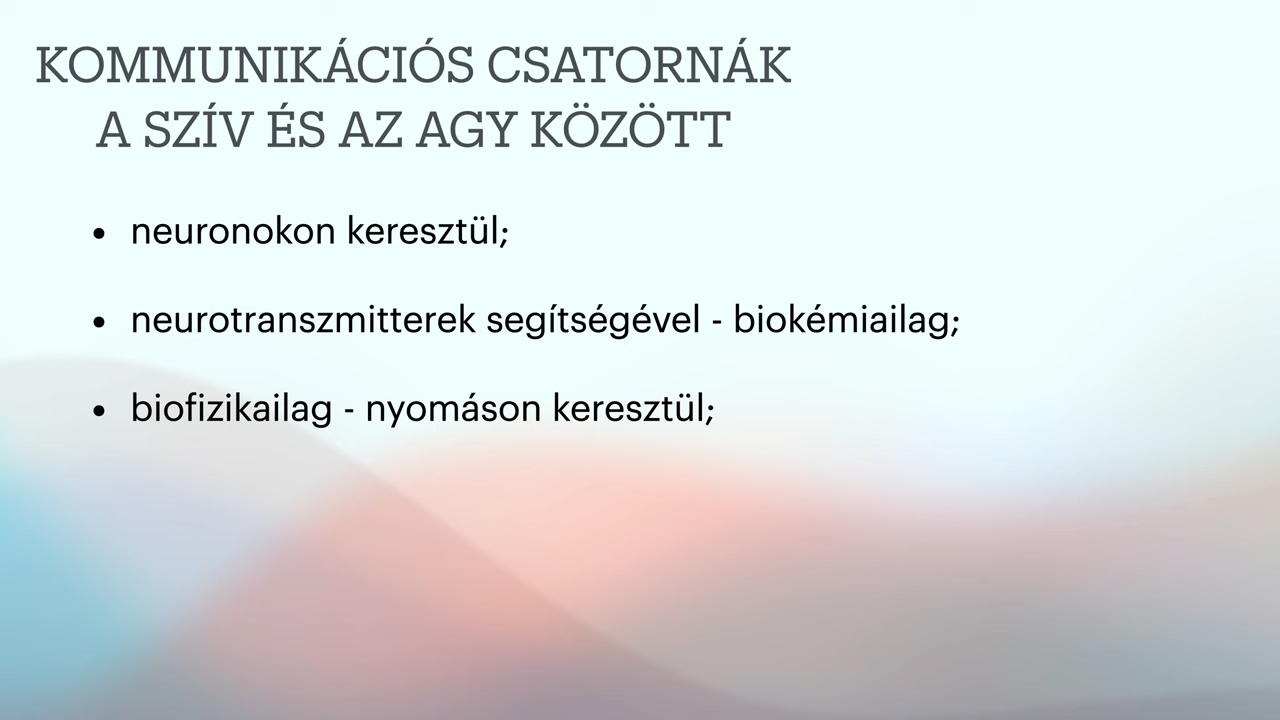 KOMMUNIKÁCIÓS CSATORNÁK
A SZÍV ÉS AZ AGY KÖZÖTT
• neuronokon keresztül;
• neurotranszmitterek segítségével - biokémiailag;
• biofizikailag - nyomáson keresztül;